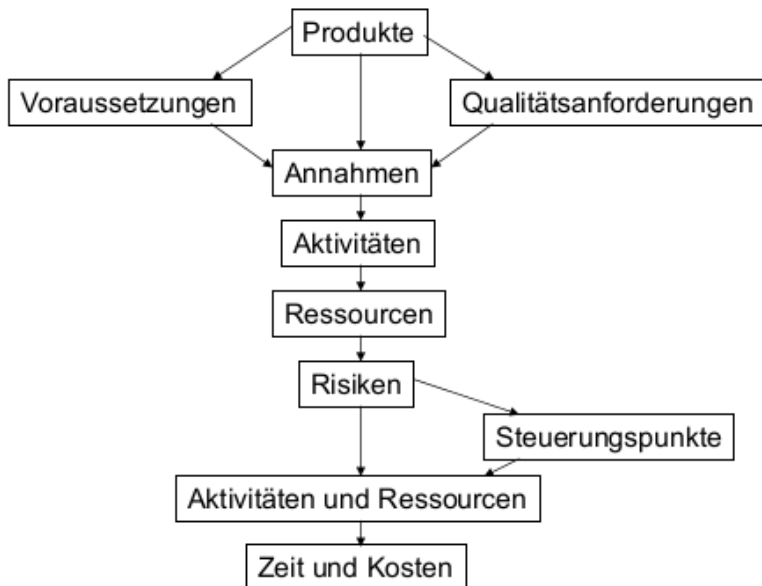 Produkte
Voraussetzungen
Qualitätsanforderungen
Annahmen
Aktivitäten
Ressourcen
Risiken
Steuerungspunkte
Aktivitäten und Ressourcen
Zeit und Kosten